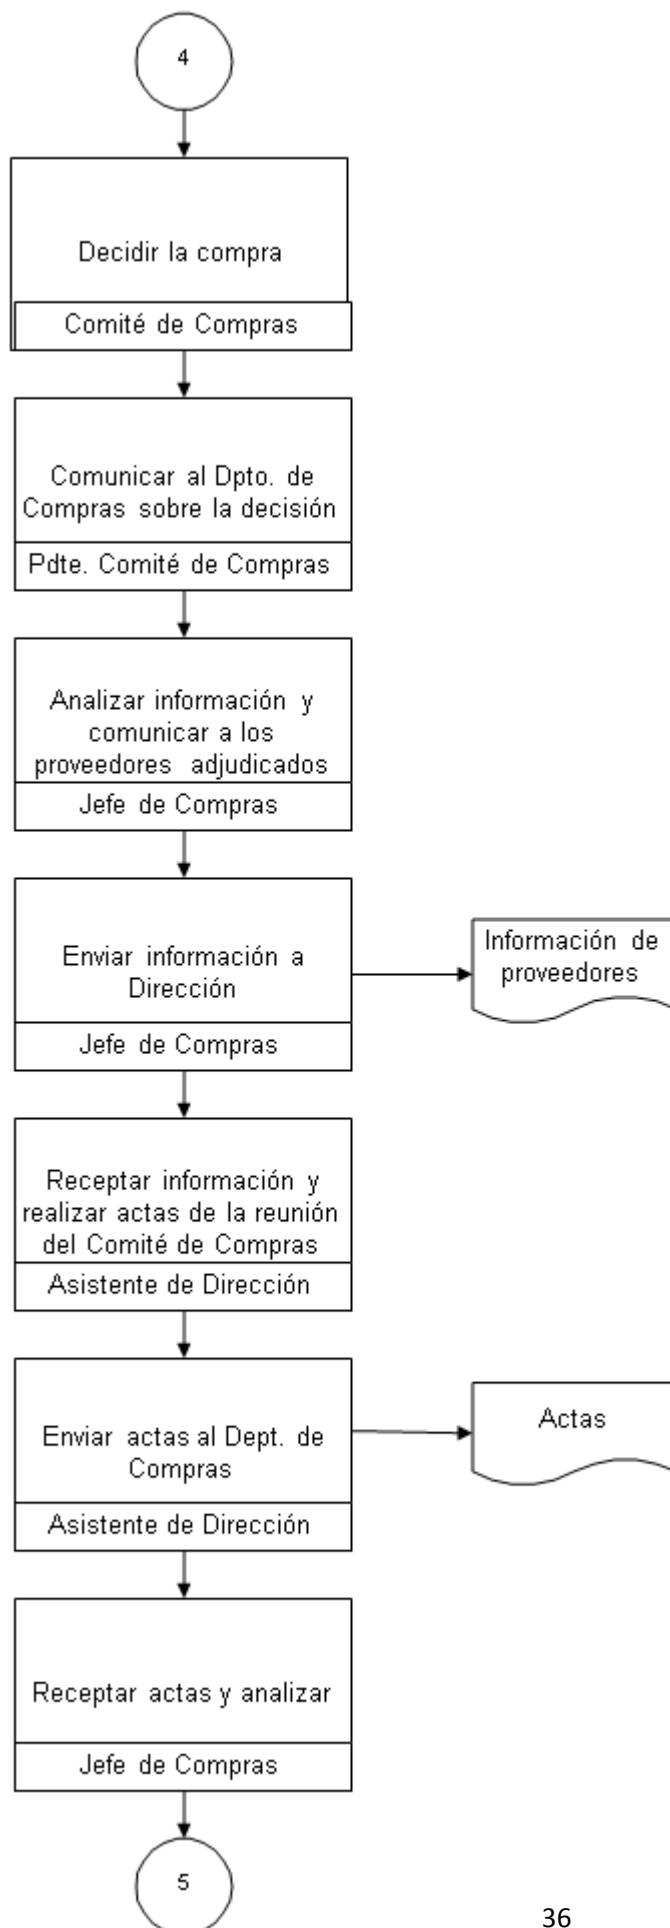 4
Decidir la compra
Comité de Compras
Comunicar al Dpto. de
Compras sobre la decisión
Pdte. Comité de Compras
Analizar información y
comunicar a los
proveedores adjudicados
Jefe de Compras
Enviar información a
Dirección
Jefe de Compras
Información de
proveedores
Receptar información y
realizar actas de la reunión
del Comité de Compras
Asistente de Dirección
Enviar actas al Dept. de
Compras
Asistente de Dirección
Actas
Receptar actas y analizar
Jefe de Compras
5
36